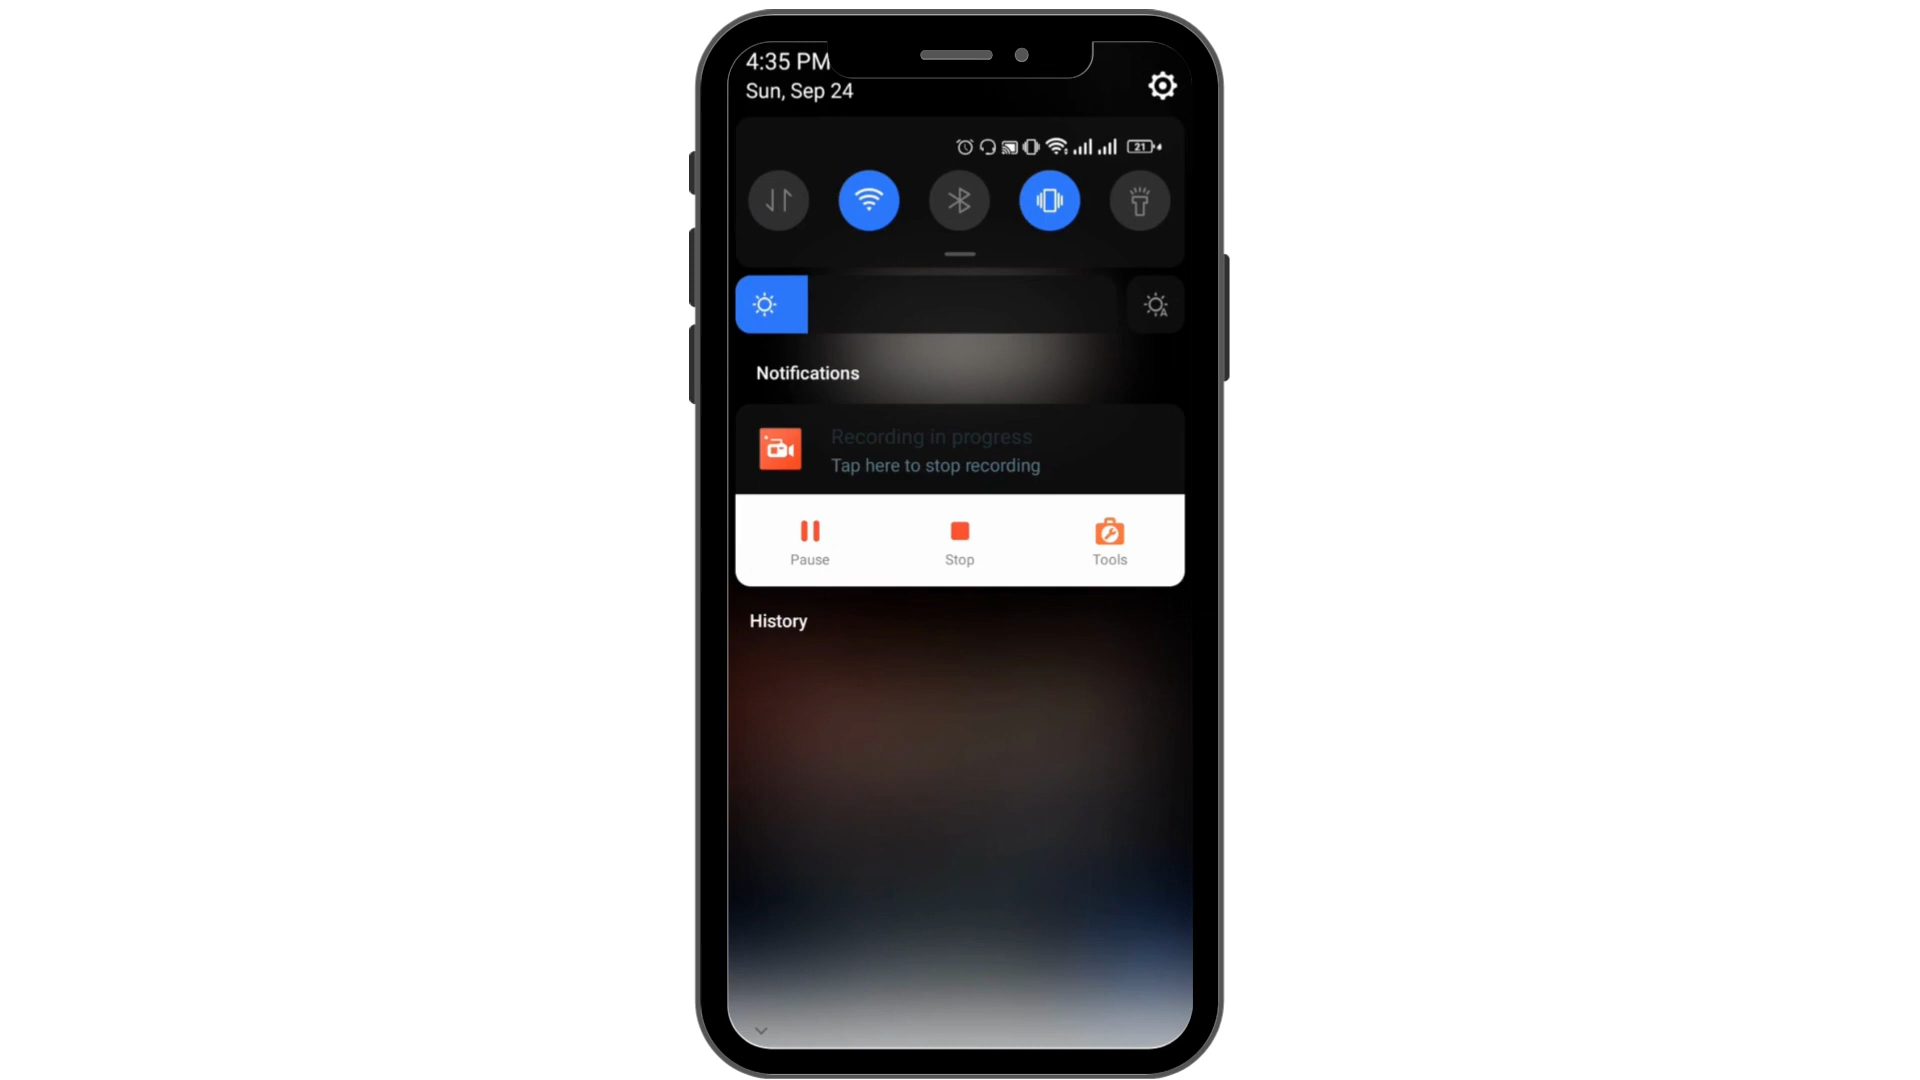 4:35 PM
Sun, Sep 24
21
Notifications
Recording in progress
Tap here to stop recording
Pause
Stop
Tools
History